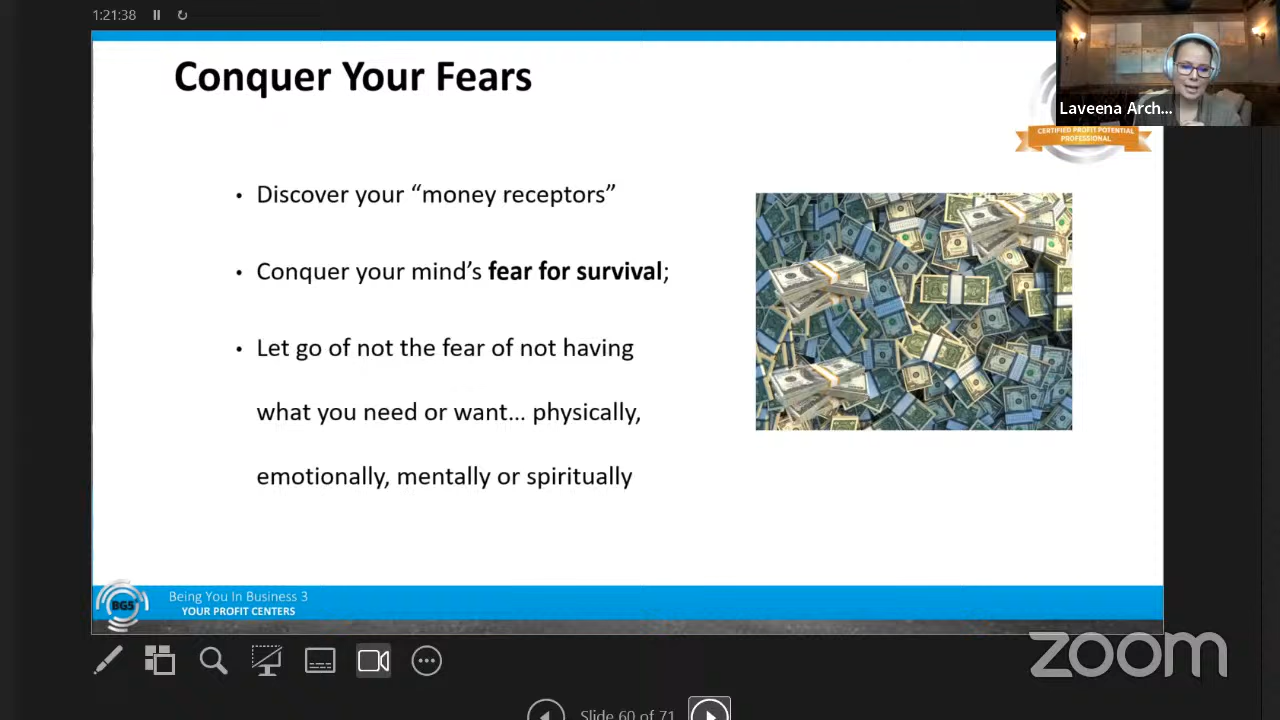 1:21:38
Conquer Your Fears
Laveena Arch...
CERTIFIED PROFIT POTENTIAL
PROFESSIONAL
• Discover your “money receptors”
• Conquer your mind’s fear for survival;
• Let go of not the fear of not having
what you need or want... physically,
emotionally, mentally or spiritually
BG5
Being You In Business 3
YOUR PROFIT CENTERS
zoom
Slide 60 of 71